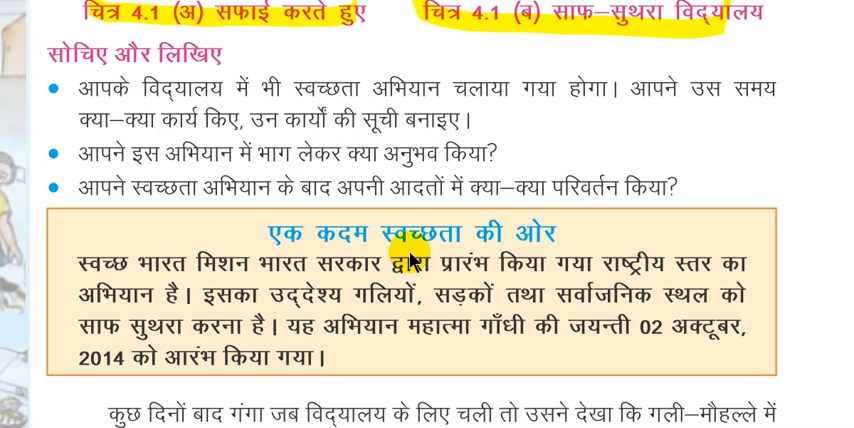 चित्र 4.1 (अ) सफाई करते हुए चित्र 4.1 (ब) साफ–सुथरा विद्यालय
सोचिए और लिखिए
• आपके विद्यालय में भी स्वच्छता अभियान चलाया गया होगा। आपने उस समय
क्या–क्या कार्य किए, उन कार्यों की सूची बनाइए।
• आपने इस अभियान में भाग लेकर क्या अनुभव किया?
• आपने स्वच्छता अभियान के बाद अपनी आदतों में क्या–क्या परिवर्तन किया?
एक कदम स्वच्छता की ओर
स्वच्छ भारत मिशन भारत सरकार द्वारा प्रारंभ किया गया राष्ट्रीय स्तर का
अभियान है। इसका उद्देश्य गलियों, सड़कों तथा सर्वाजनिक स्थल को
साफ सुथरा करना है। यह अभियान महात्मा गाँधी की जयन्ती 02 अक्टूबर,
2014 को आरंभ किया गया।
कुछ दिनों बाद गंगा जब विद्यालय के लिए चली तो उसने देखा कि गली–मौहल्ले में